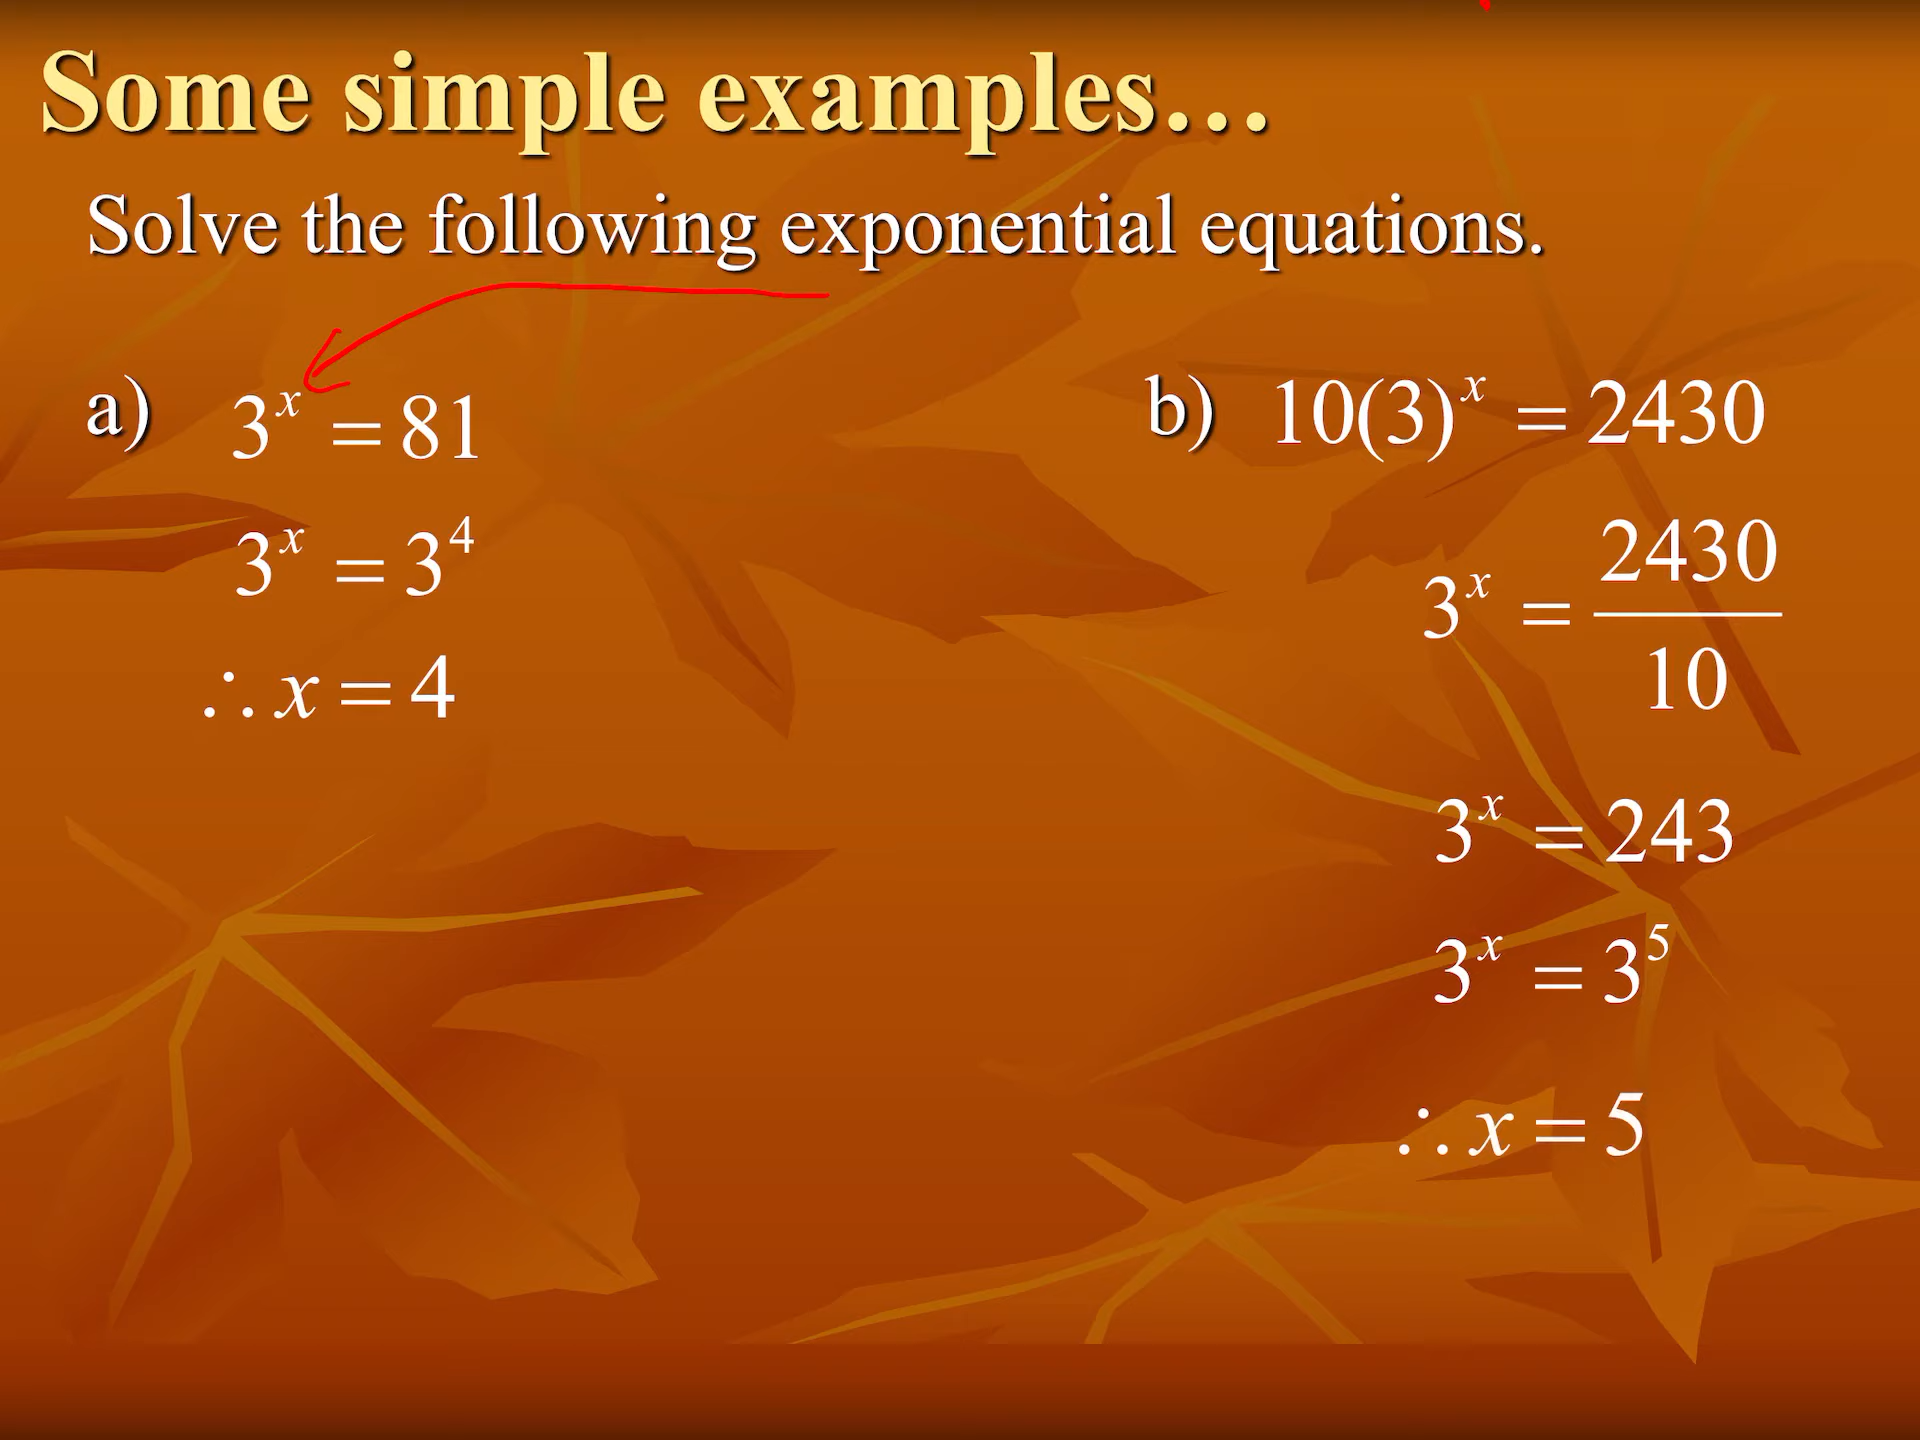 Some simple examples…
Solve the following exponential equations.
a) 3^x = 81
3^x = 3^4
∴ x = 4
b) 10(3)^x = 2430
3^x = 2430/10
3^x = 243
3^x = 3^5
∴ x = 5